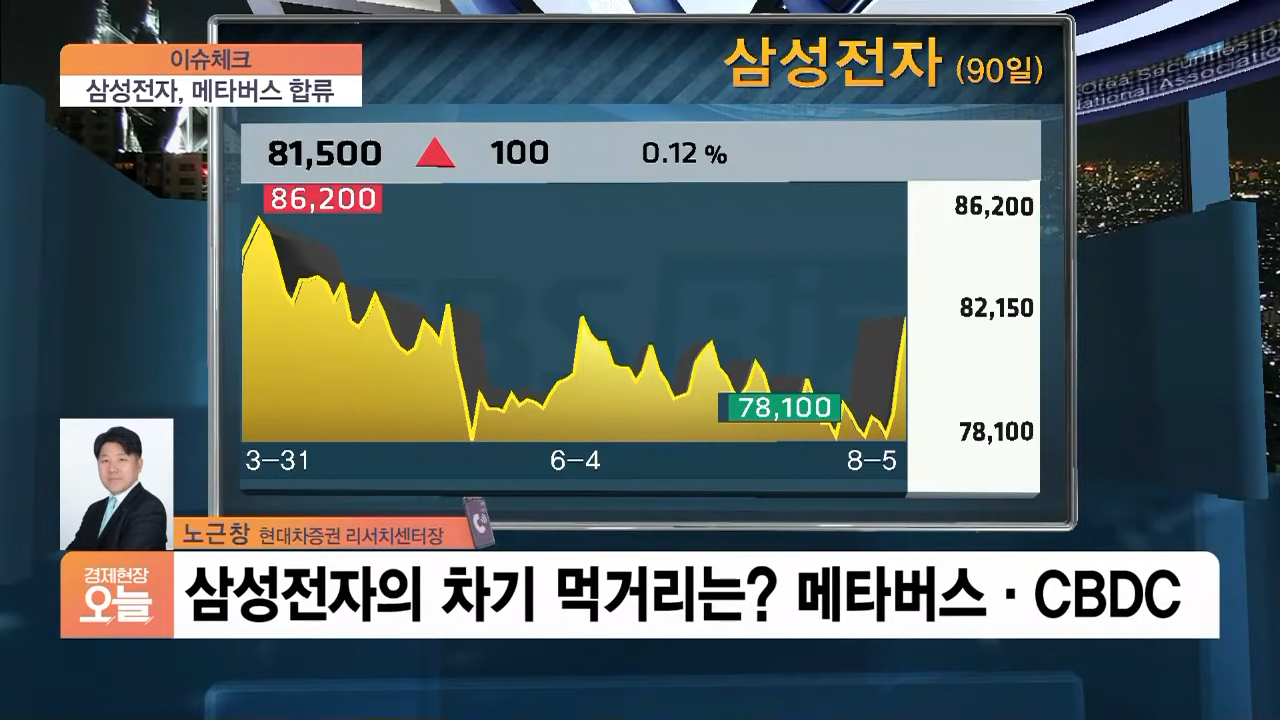 이슈체크
삼성전자, 메타버스 합류
삼성전자 (90일)
81,500 ▲ 100 0.12 %
86,200
86,200
82,150
78,100
78,100
3-31 6-4 8-5
노근창 현대차증권 리서치센터장
경제현장
오늘
삼성전자의 차기 먹거리는? 메타버스 · CBDC